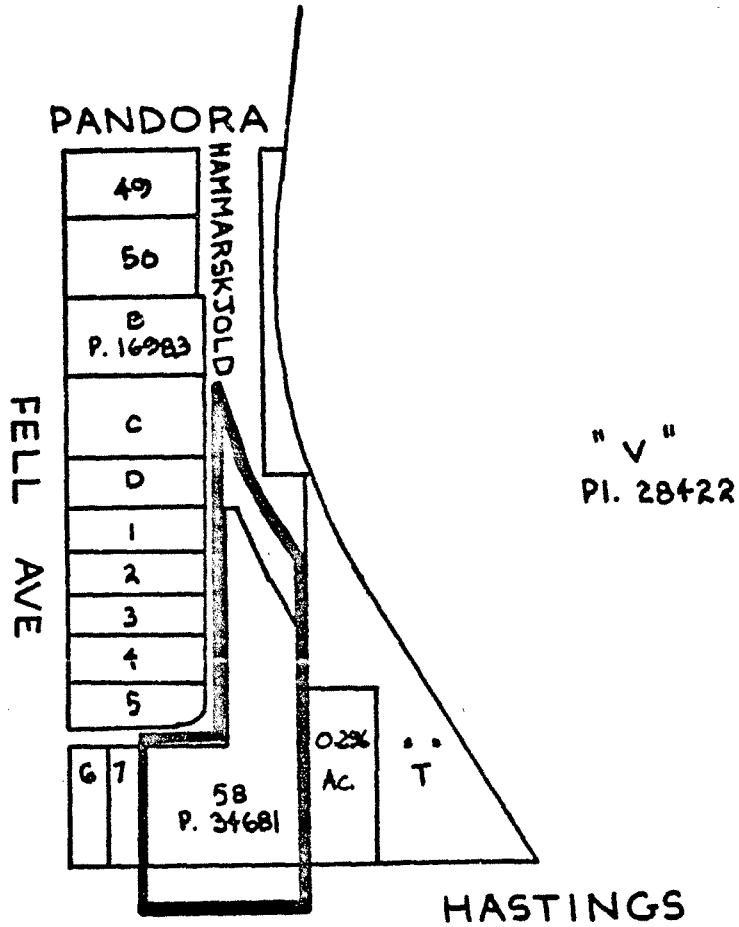 PANDORA
HAMMARSKJOLD
49
50
B
P. 16983
C
D
1
2
3
4
5
6
7
58
P. 34681
0.296
Ac.
"T"
FELL AVE
"V"
Pl. 28422
HASTINGS